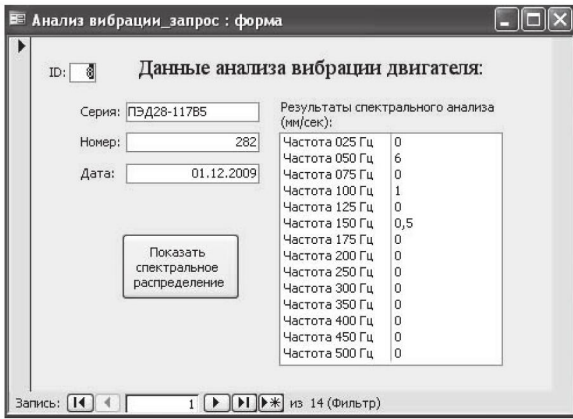 Анализ вибрации_запрос : форма
ID:
Данные анализа вибрации двигателя:
Серия: ПЭД28-117В5
Номер: 282
Дата: 01.12.2009
Показать
спектральное
распределение
Результаты спектрального анализа
(мм/сек):
Частота 025 Гц 0
Частота 050 Гц 6
Частота 075 Гц 0
Частота 100 Гц 1
Частота 125 Гц 0
Частота 150 Гц 0,5
Частота 175 Гц 0
Частота 200 Гц 0
Частота 250 Гц 0
Частота 300 Гц 0
Частота 350 Гц 0
Частота 400 Гц 0
Частота 450 Гц 0
Частота 500 Гц 0
Запись: 1 из 14 (Фильтр)